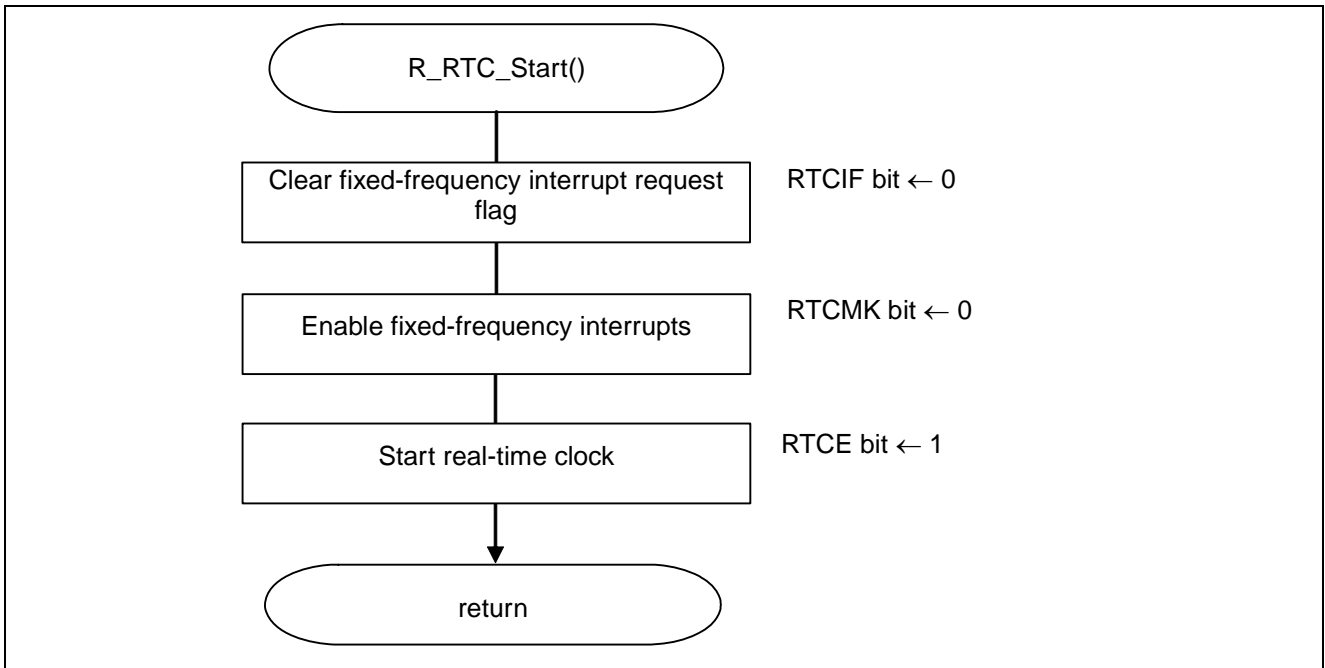 R_RTC_Start()
Clear fixed-frequency interrupt request
flag
RTCIF bit ← 0
Enable fixed-frequency interrupts
RTCMK bit ← 0
Start real-time clock
RTCE bit ← 1
return